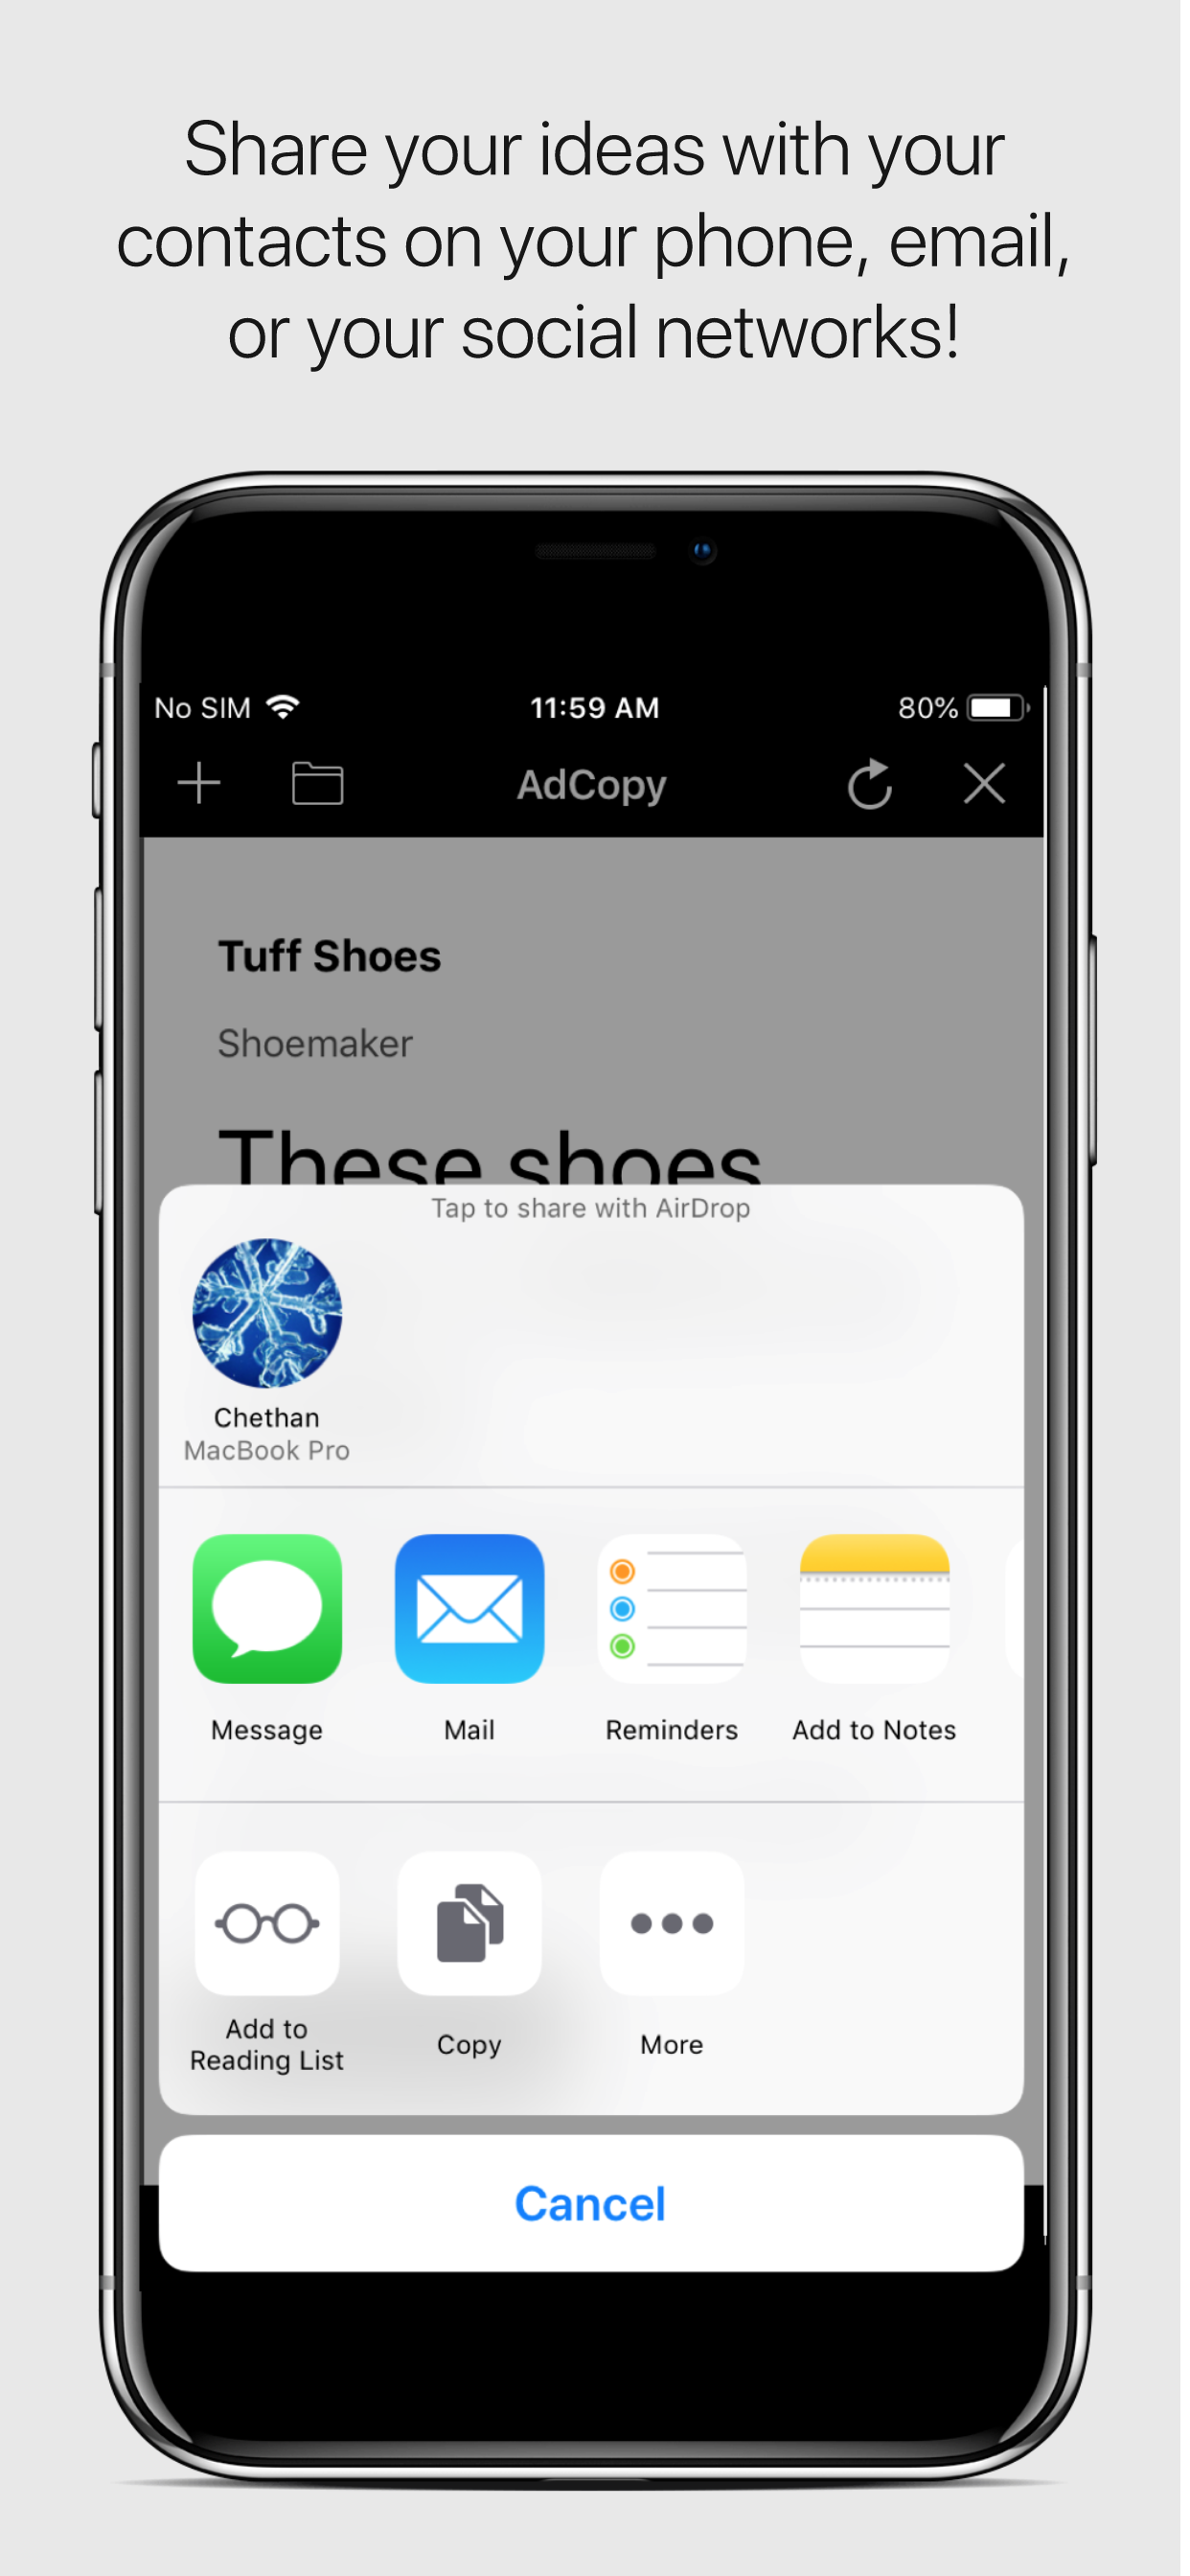 Share your ideas with your
contacts on your phone, email,
or your social networks!
No SIM
11:59 AM
80%
AdCopy
Tuff Shoes
Shoemaker
These shoes
Tap to share with AirDrop
Chethan
MacBook Pro
Message
Mail
Reminders
Add to Notes
Add to
Reading List
Copy
More
Cancel